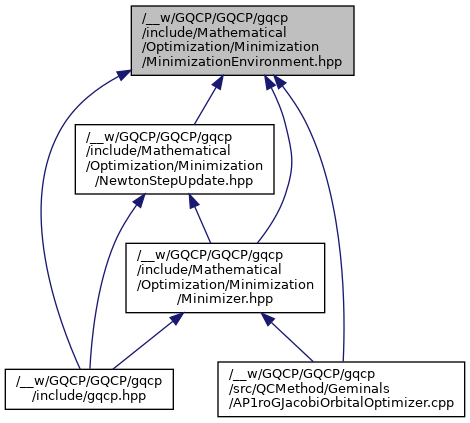 /__w/GQCP/GQCP/gqcp
/include/Mathematical
/Optimization/Minimization
/MinimizationEnvironment.hpp
/__w/GQCP/GQCP/gqcp
/include/Mathematical
/Optimization/Minimization
/NewtonStepUpdate.hpp
/__w/GQCP/GQCP/gqcp
/include/Mathematical
/Optimization/Minimization
/Minimizer.hpp
/__w/GQCP/GQCP/gqcp
/include/gqcp.hpp
/__w/GQCP/GQCP/gqcp
/src/QCMethod/Geminals
/AP1roGJacobiOrbitalOptimizer.cpp